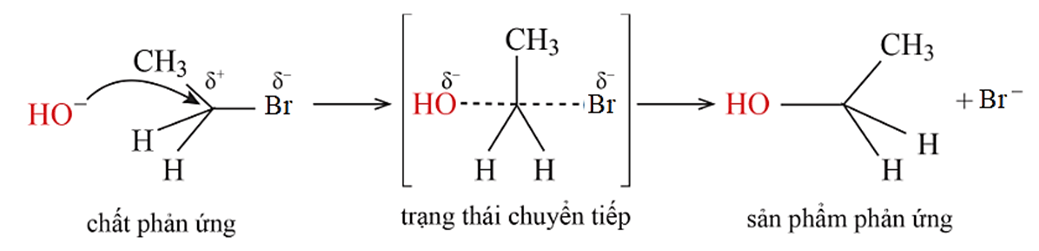 CH₃ δ⁺ δ⁻
HO⁻ Br
H
H
chất phản ứng
CH₃
δ⁻ δ⁻
HO Br
H H
trạng thái chuyển tiếp
CH₃
HO + Br⁻
H
H
sản phẩm phản ứng